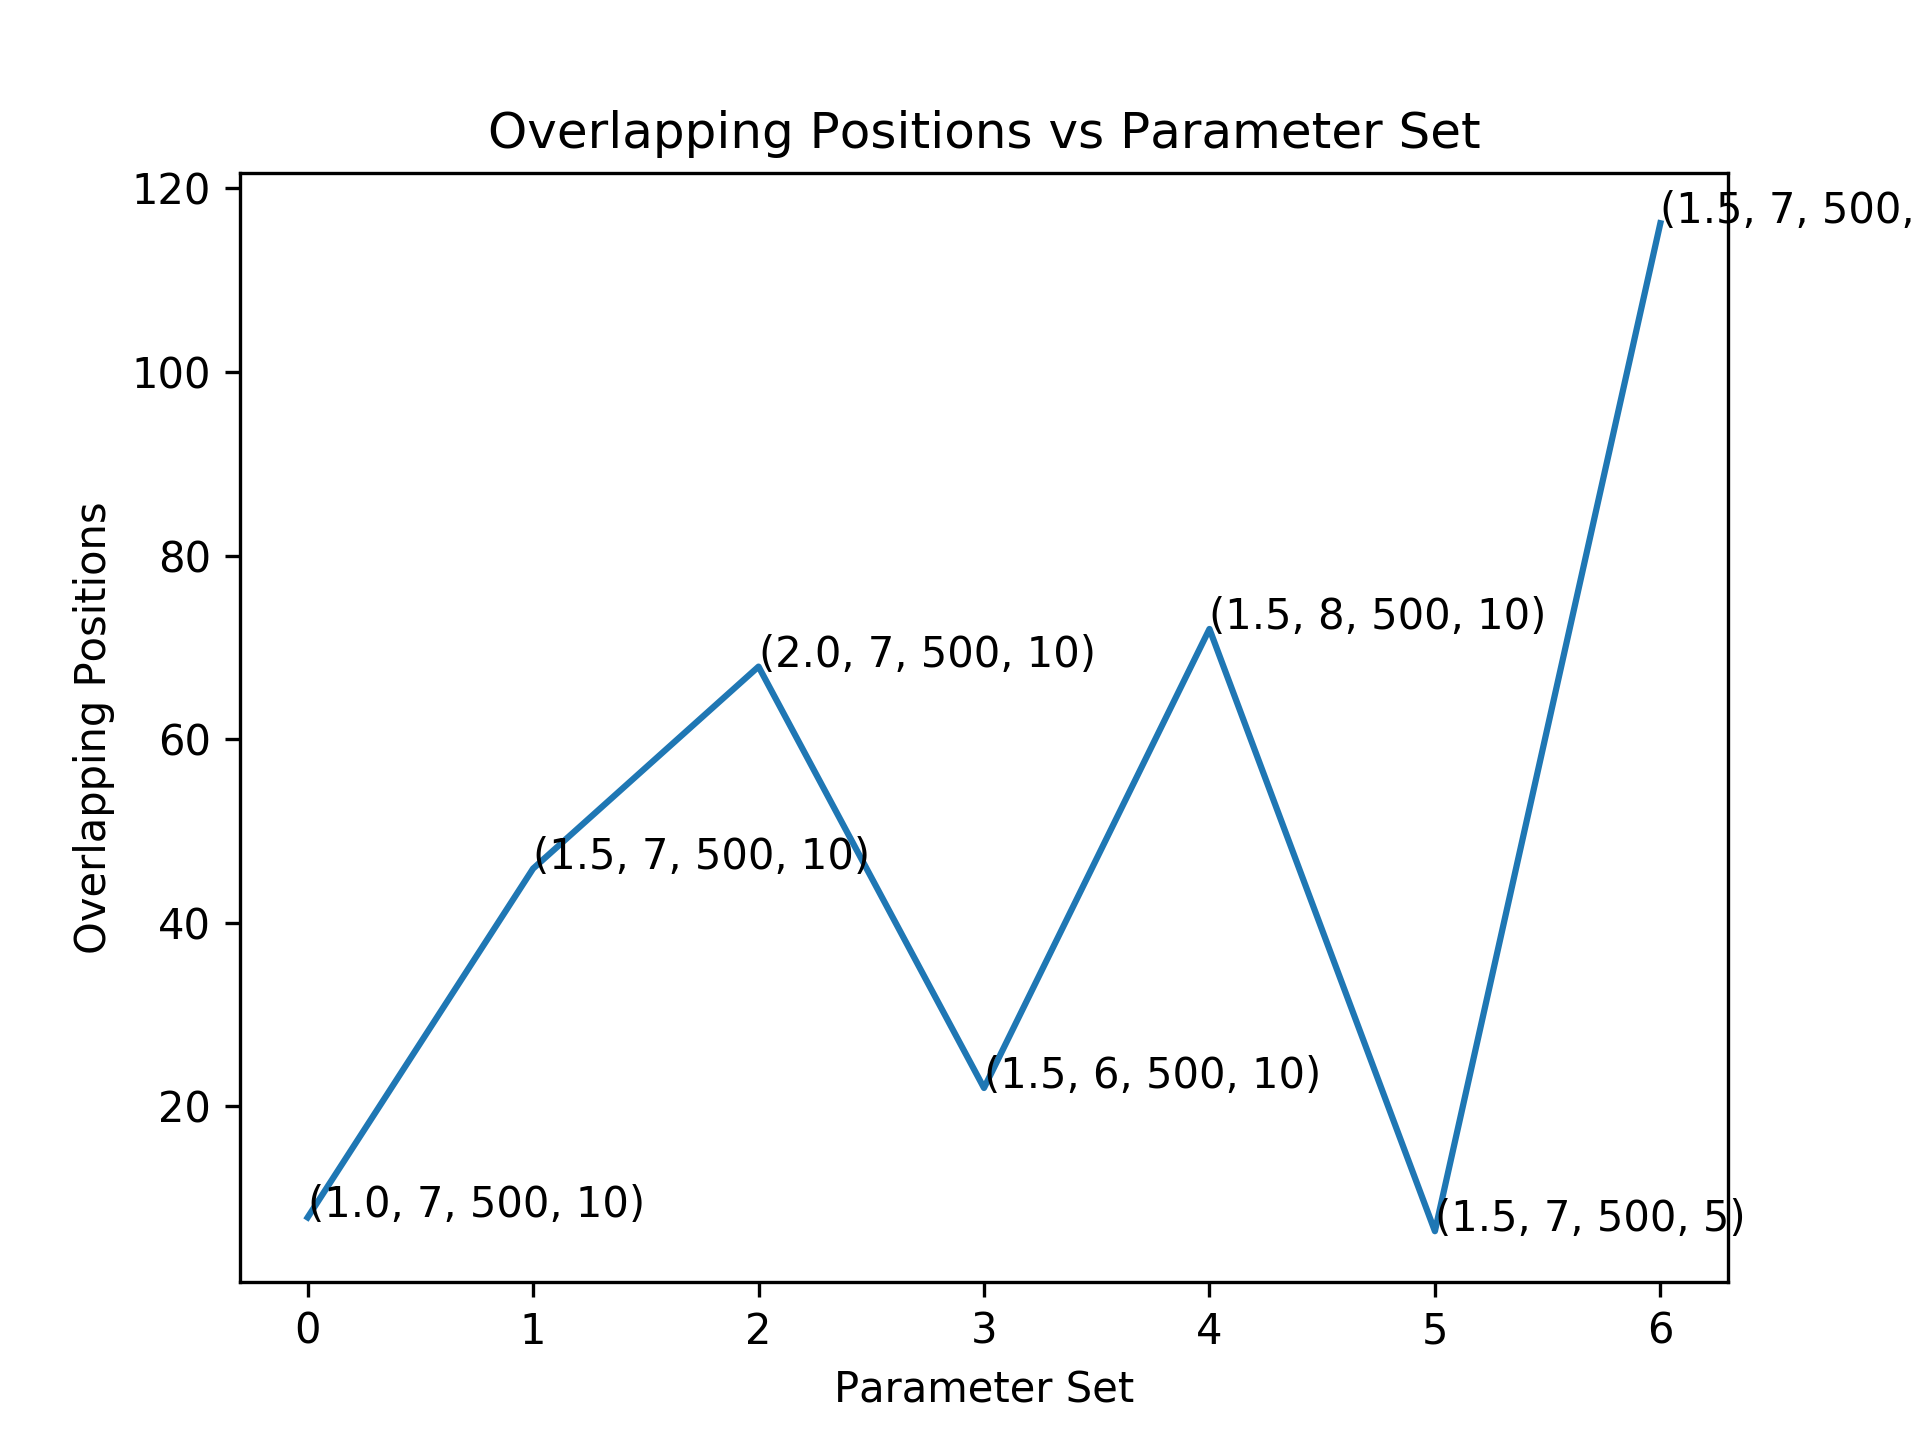 Overlapping Positions vs Parameter Set
120
(1.5, 7, 500,
100
80
(1.5, 8, 500, 10)
(2.0, 7, 500, 10)
60
(1.5, 7, 500, 10)
40
(1.5, 6, 500, 10)
20
(1.0, 7, 500, 10)
(1.5, 7, 500, 5)
Overlapping Positions
0 1 2 3 4 5 6
Parameter Set